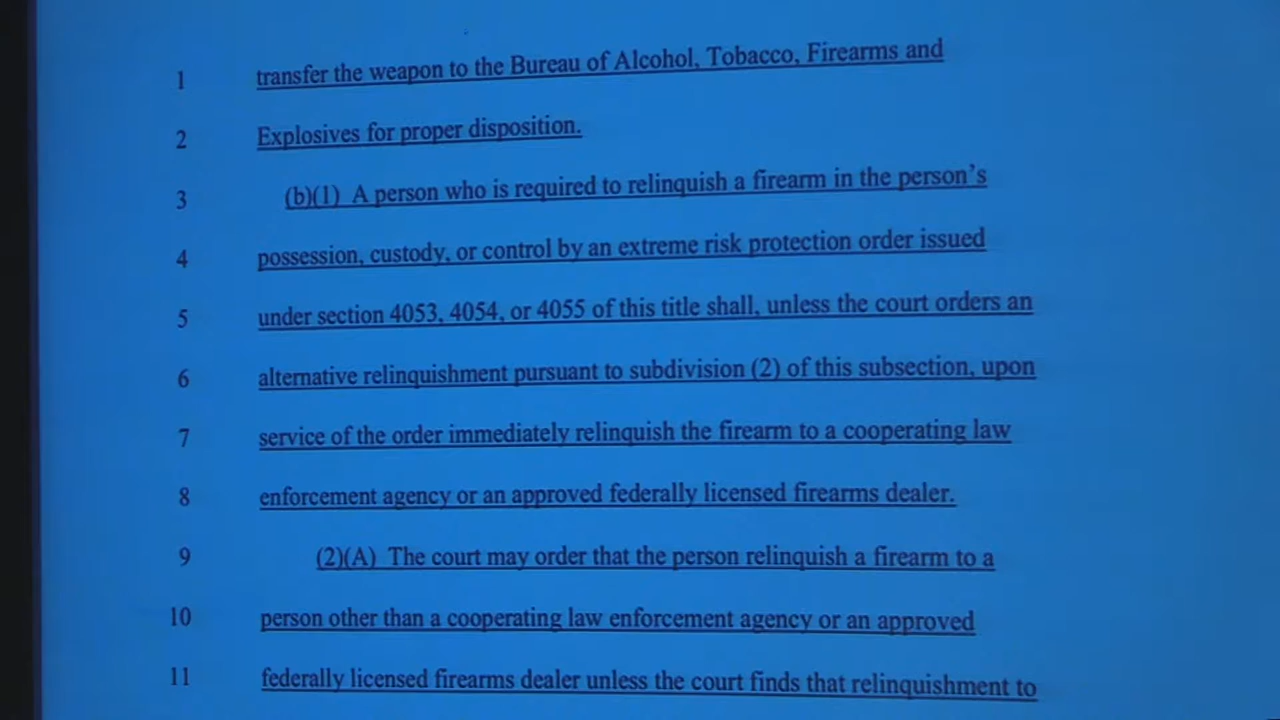 1 transfer the weapon to the Bureau of Alcohol, Tobacco, Firearms and
2 Explosives for proper disposition.
3 (b)(1) A person who is required to relinquish a firearm in the person's
4 possession, custody, or control by an extreme risk protection order issued
5 under section 4053, 4054, or 4055 of this title shall, unless the court orders an
6 alternative relinquishment pursuant to subdivision (2) of this subsection, upon
7 service of the order immediately relinquish the firearm to a cooperating law
8 enforcement agency or an approved federally licensed firearms dealer.
9 (2)(A) The court may order that the person relinquish a firearm to a
10 person other than a cooperating law enforcement agency or an approved
11 federally licensed firearms dealer unless the court finds that relinquishment to